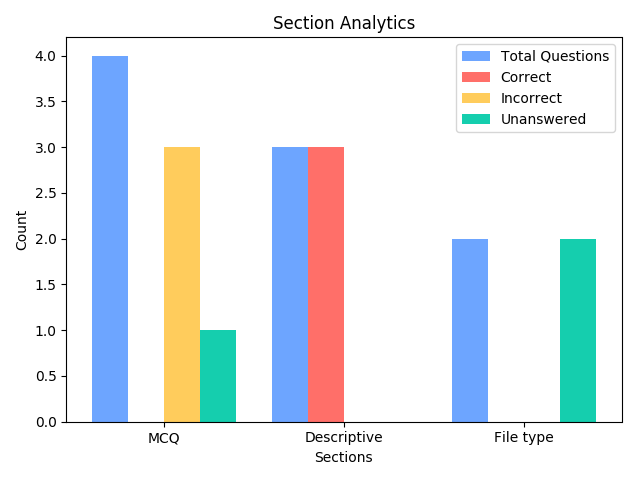 Section Analytics
Total Questions
Correct
Incorrect
Unanswered
4.0
3.5
3.0
2.5
2.0
1.5
1.0
0.5
0.0
Count
MCQ
Descriptive
File type
Sections